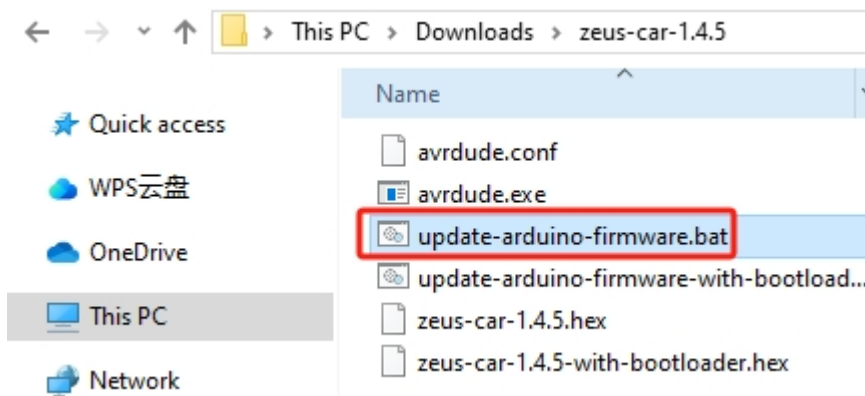 This PC > Downloads > zeus-car-1.4.5
Name
Quick access
WPS云盘
OneDrive
This PC
Network
avrdude.conf
avrdude.exe
update-arduino-firmware.bat
update-arduino-firmware-with-bootload...
zeus-car-1.4.5.hex
zeus-car-1.4.5-with-bootloader.hex